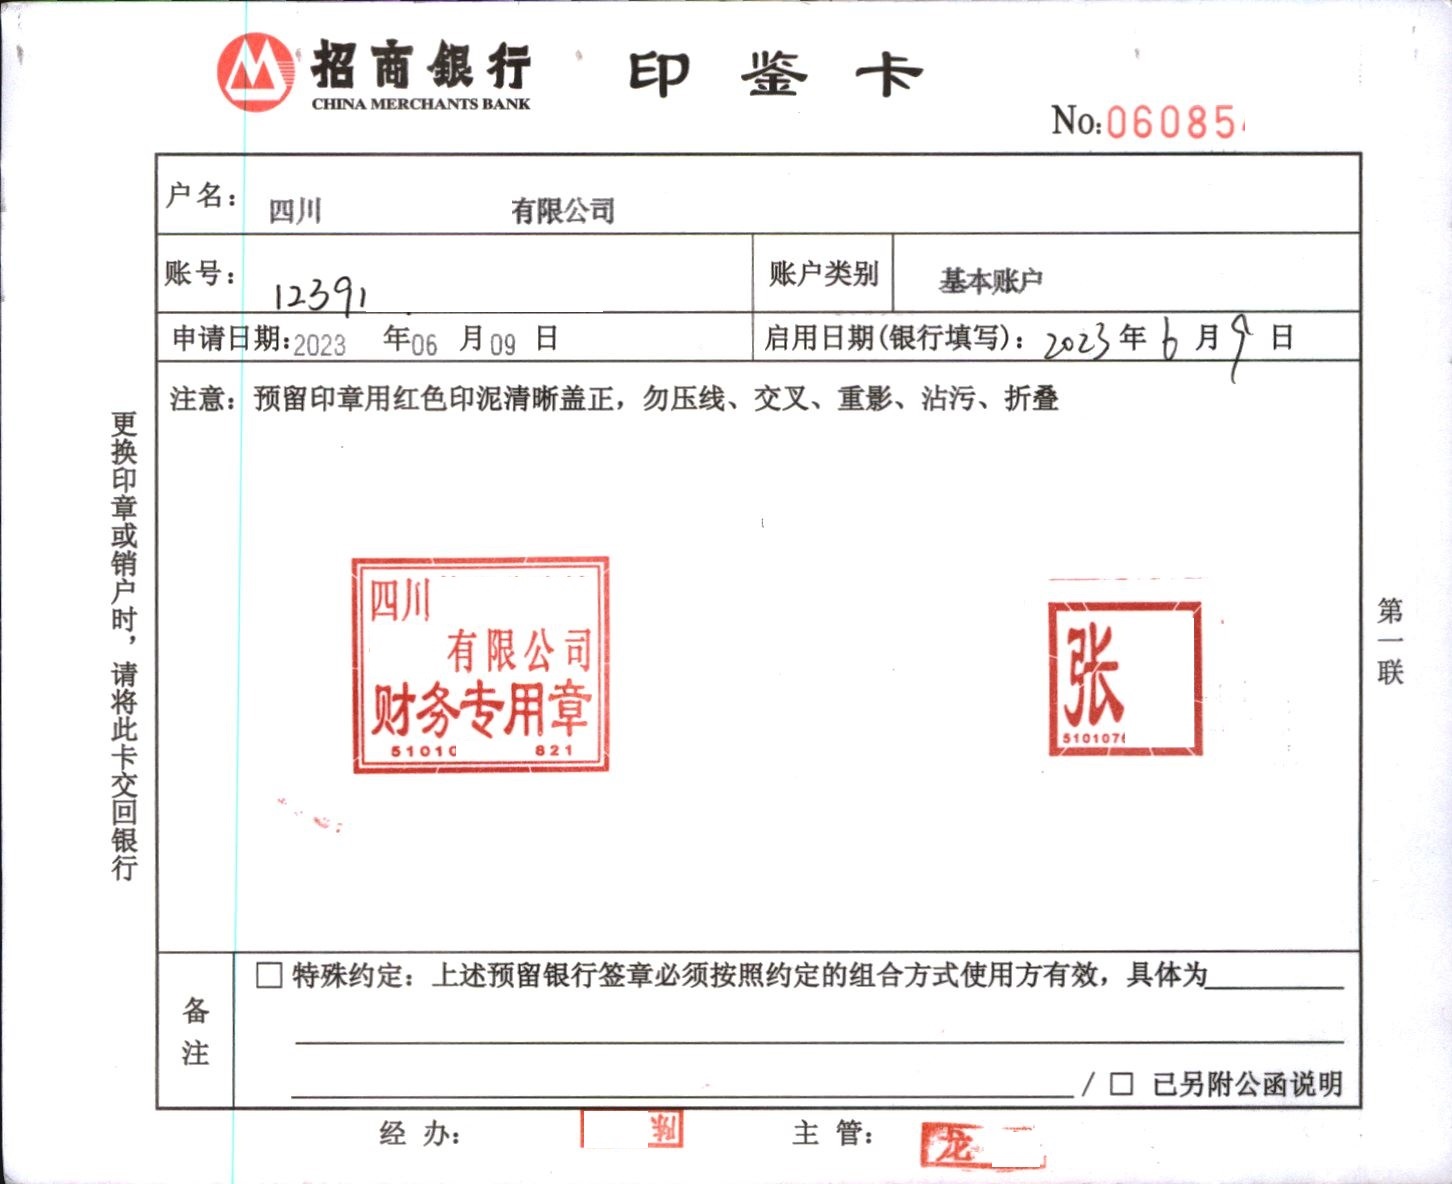 招商銀行
CHINA MERCHANTS BANK
印鉴卡
No:06085
户名：四川 有限公司
账号：12391
账户类别 基本账户
申请日期:2023 年06 月09 日
启用日期(银行填写)：2023年6月9日
注意：预留印章用红色印泥清晰盖正，勿压线、交叉、重影、沾污、折叠
更换印章或销户时，请将此卡交回银行
四川
有限公司
财务专用章
51010 821
张
510107
第一联
备注
□ 特殊约定：上述预留银行签章必须按照约定的组合方式使用方有效，具体为
/ □ 已另附公函说明
经 办：
主 管：龙